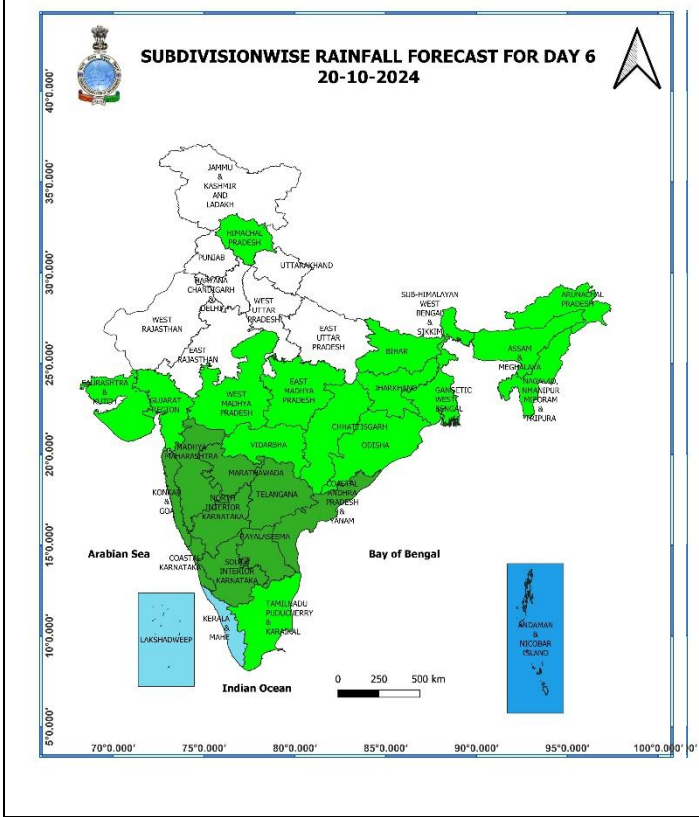 SUBDIVISIONWISE RAINFALL FORECAST FOR DAY 6
20-10-2024
40°0.000'
35°0.000'
30°0.000'
25°0.000'
20°0.000'
15°0.000'
10°0.000'
5°0.000'
JAMMU
&
KASHMIR
AND
LADAKH
HIMACHAL
PRADESH
PUNJAB
UTTARAKHAND
HARYANA
CHANDIGARH
&
DELHI
WEST
UTTAR
PRADESH
WEST
RAJASTHAN
EAST
RAJASTHAN
EAST
UTTAR
PRADESH
SUB-HIMALAYAN
WEST
BENGAL
&
SIKKIM
ARUNACHAL
PRADESH
ASSAM
&
MEGHALAYA
MIZORAM
&
TRIPURA
BIHAR
SAURASHTRA
&
KUTCH
GUJARAT
REGION
WEST
MADHYA
PRADESH
EAST
MADHYA
PRADESH
JHARKHAND
GANGETIC
WEST
BENGAL
CHHATTISGARH
ODISHA
VIDARBHA
MADHYA
MAHARASHTRA
MARATHAWADA
TELANGANA
KONKAN
&
GOA
NORTH
INTERIOR
KARNATAKA
COASTAL
ANDHRA
PRADESH
&
YANAM
RAYALASEEMA
COASTAL
KARNATAKA
SOUTH
INTERIOR
KARNATAKA
Arabian Sea
Bay of Bengal
TAMILNADU
PUDUCHERRY
&
KARAIKAL
KERALA
&
MAHE
LAKSHADWEEP
ANDAMAN
&
NICOBAR
ISLAND
Indian Ocean
0 250 500 km
70°0.000' 75°0.000' 80°0.000' 85°0.000' 90°0.000' 95°0.000' 100°0.000'